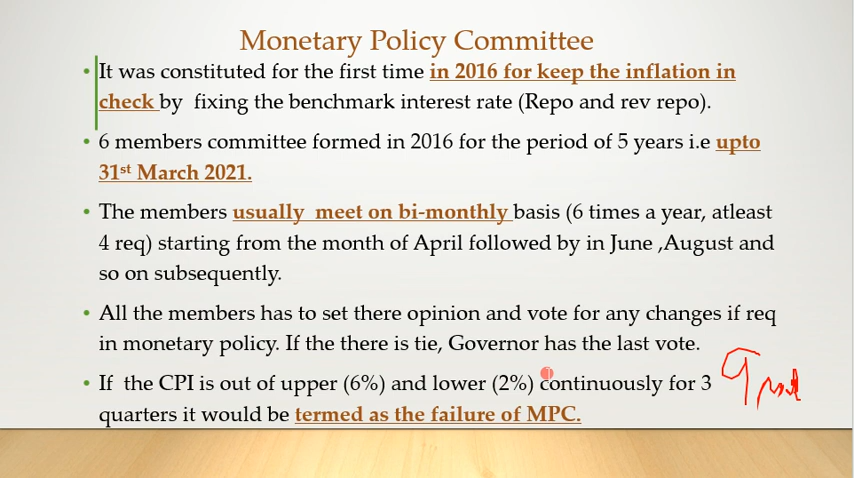 Monetary Policy Committee
• It was constituted for the first time in 2016 for keep the inflation in
check by fixing the benchmark interest rate (Repo and rev repo).
• 6 members committee formed in 2016 for the period of 5 years i.e upto
31st March 2021.
• The members usually meet on bi-monthly basis (6 times a year, atleast
4 req) starting from the month of April followed by in June ,August and
so on subsequently.
• All the members has to set there opinion and vote for any changes if req
in monetary policy. If the there is tie, Governor has the last vote.
• If the CPI is out of upper (6%) and lower (2%) continuously for 3
quarters it would be termed as the failure of MPC.
9